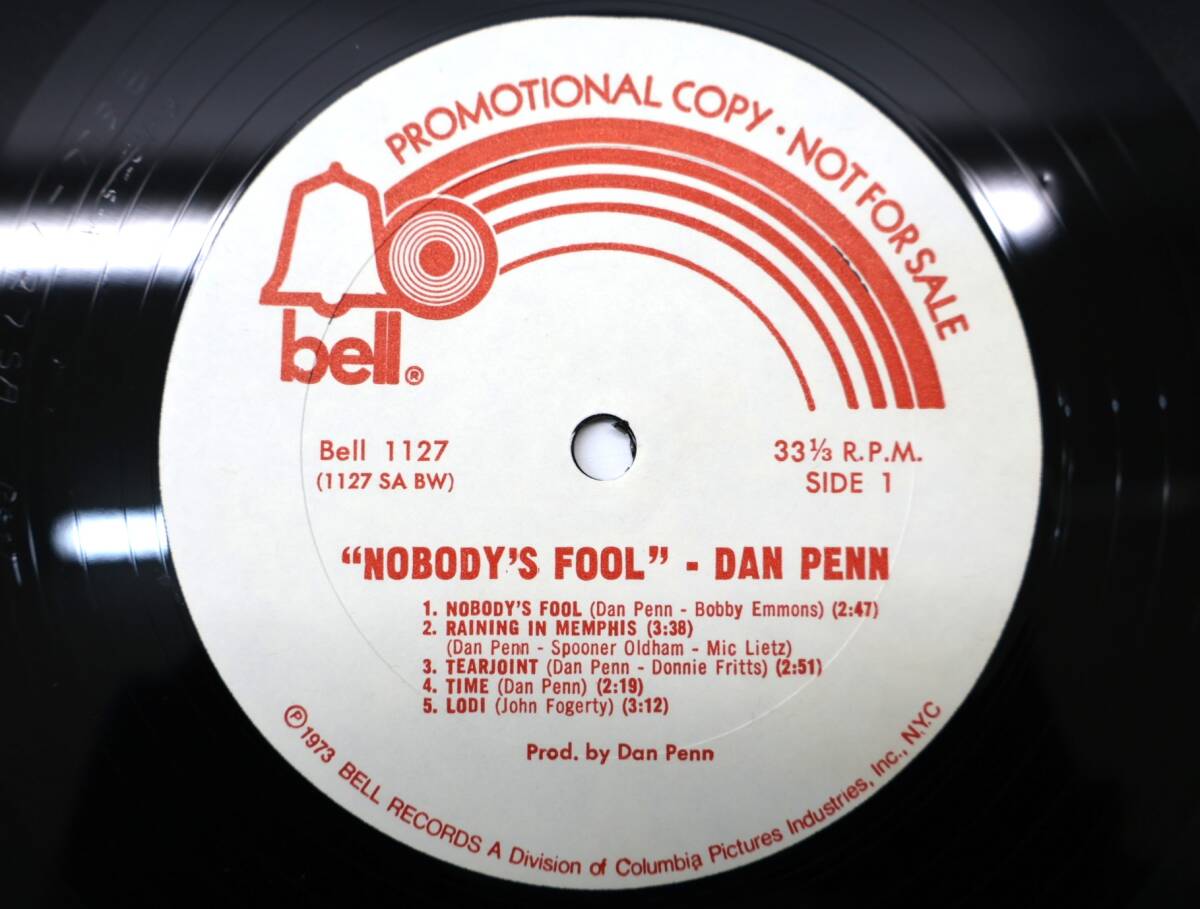 PROMOTIONAL COPY · NOT FOR SALE
bell®
Bell 1127
(1127 SA BW)
33⅓ R.P.M.
SIDE 1
“NOBODY'S FOOL” - DAN PENN
1. NOBODY'S FOOL (Dan Penn - Bobby Emmons) (2:47)
2. RAINING IN MEMPHIS (3:38)
(Dan Penn - Spooner Oldham - Mic Lietz)
3. TEARJOINT (Dan Penn - Donnie Fritts) (2:51)
4. TIME (Dan Penn) (2:19)
5. LODI (John Fogerty) (3:12)
Prod. by Dan Penn
℗ 1973 BELL RECORDS A Division of Columbia Pictures Industries, Inc., N.Y.C